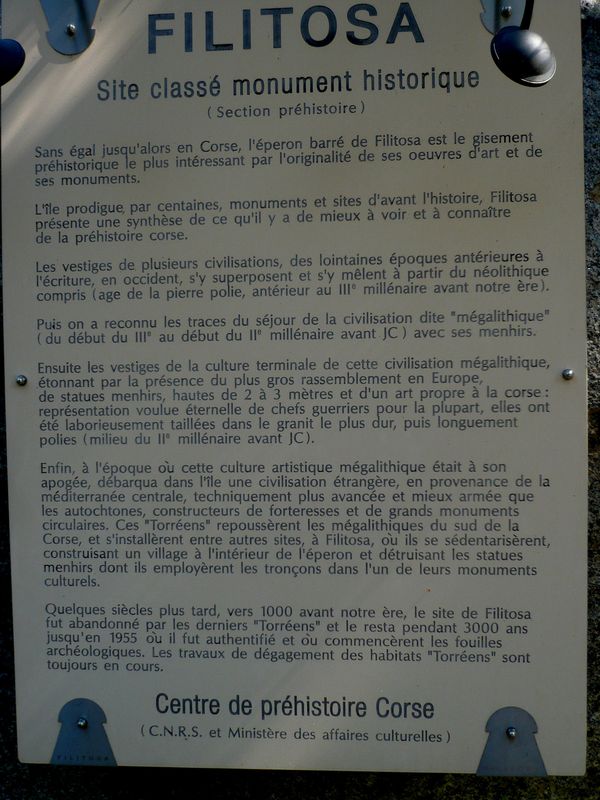 FILITOSA
Site classé monument historique
( Section préhistoire )
Sans égal jusqu'alors en Corse, l'éperon barré de Filitosa est le gisement
préhistorique le plus intéressant par l'originalité de ses oeuvres d'art et de
ses monuments.
L'île prodigue, par centaines, monuments et sites d'avant l'histoire, Filitosa
présente une synthèse de ce qu'il y a de mieux à voir et à connaître
de la préhistoire corse.
Les vestiges de plusieurs civilisations, des lointaines époques antérieures à
l'écriture, en occident, s'y superposent et s'y mêlent à partir du néolithique
compris ( age de la pierre polie, antérieur au IIIe millénaire avant notre ère ).
Puis on a reconnu les traces du séjour de la civilisation dite "mégalithique"
( du début du IIIe au début du IIe millénaire avant JC ) avec ses menhirs.
Ensuite les vestiges de la culture terminale de cette civilisation mégalithique,
étonnant par la présence du plus gros rassemblement en Europe,
de statues menhirs, hautes de 2 à 3 mètres et d'un art propre à la corse :
représentation voulue éternelle de chefs guerriers pour la plupart, elles ont
été laborieusement taillées dans le granit le plus dur, puis longuement
polies ( milieu du IIe millénaire avant JC ).
Enfin, à l'époque où cette culture artistique mégalithique était à son
apogée, débarqua dans l'île une civilisation étrangère, en provenance de la
méditerranée centrale, techniquement plus avancée et mieux armée que
les autochtones, constructeurs de forteresses et de grands monuments
circulaires. Ces "Torréens" repoussèrent les mégalithiques du sud de la
Corse, et s'installèrent entre autres sites, à Filitosa, où ils se sédentarisèrent,
construisant un village à l'intérieur de l'éperon et détruisant les statues
menhirs dont ils employèrent les tronçons dans l'un de leurs monuments
culturels.
Quelques siècles plus tard, vers 1000 avant notre ère, le site de Filitosa
fut abandonné par les derniers "Torréens" et le resta pendant 3000 ans
jusqu'en 1955 où il fut authentifié et où commencèrent les fouilles
archéologiques. Les travaux de dégagement des habitats "Torréens" sont
toujours en cours.
Centre de préhistoire Corse
( C.N.R.S. et Ministère des affaires culturelles )
FILITOSA